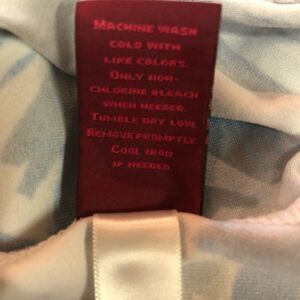 MACHINE WASH
COLD WITH
LIKE COLORS.
ONLY NON-
CHLORINE BLEACH
WHEN NEEDED.
TUMBLE DRY LOW.
REMOVE PROMPTLY.
COOL IRON
IF NEEDED.